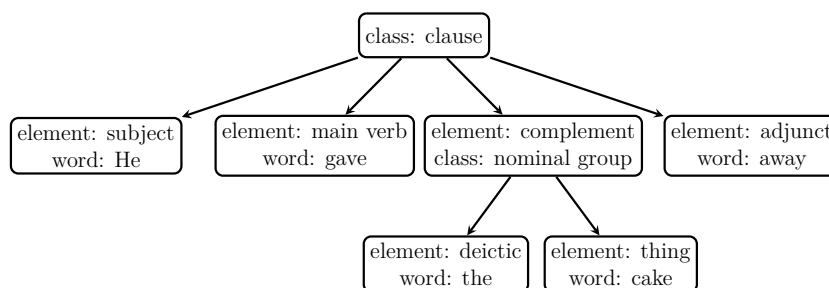 class: clause
element: subject
word: He
element: main verb
word: gave
element: complement
class: nominal group
element: adjunct
word: away
element: deictic
word: the
element: thing
word: cake